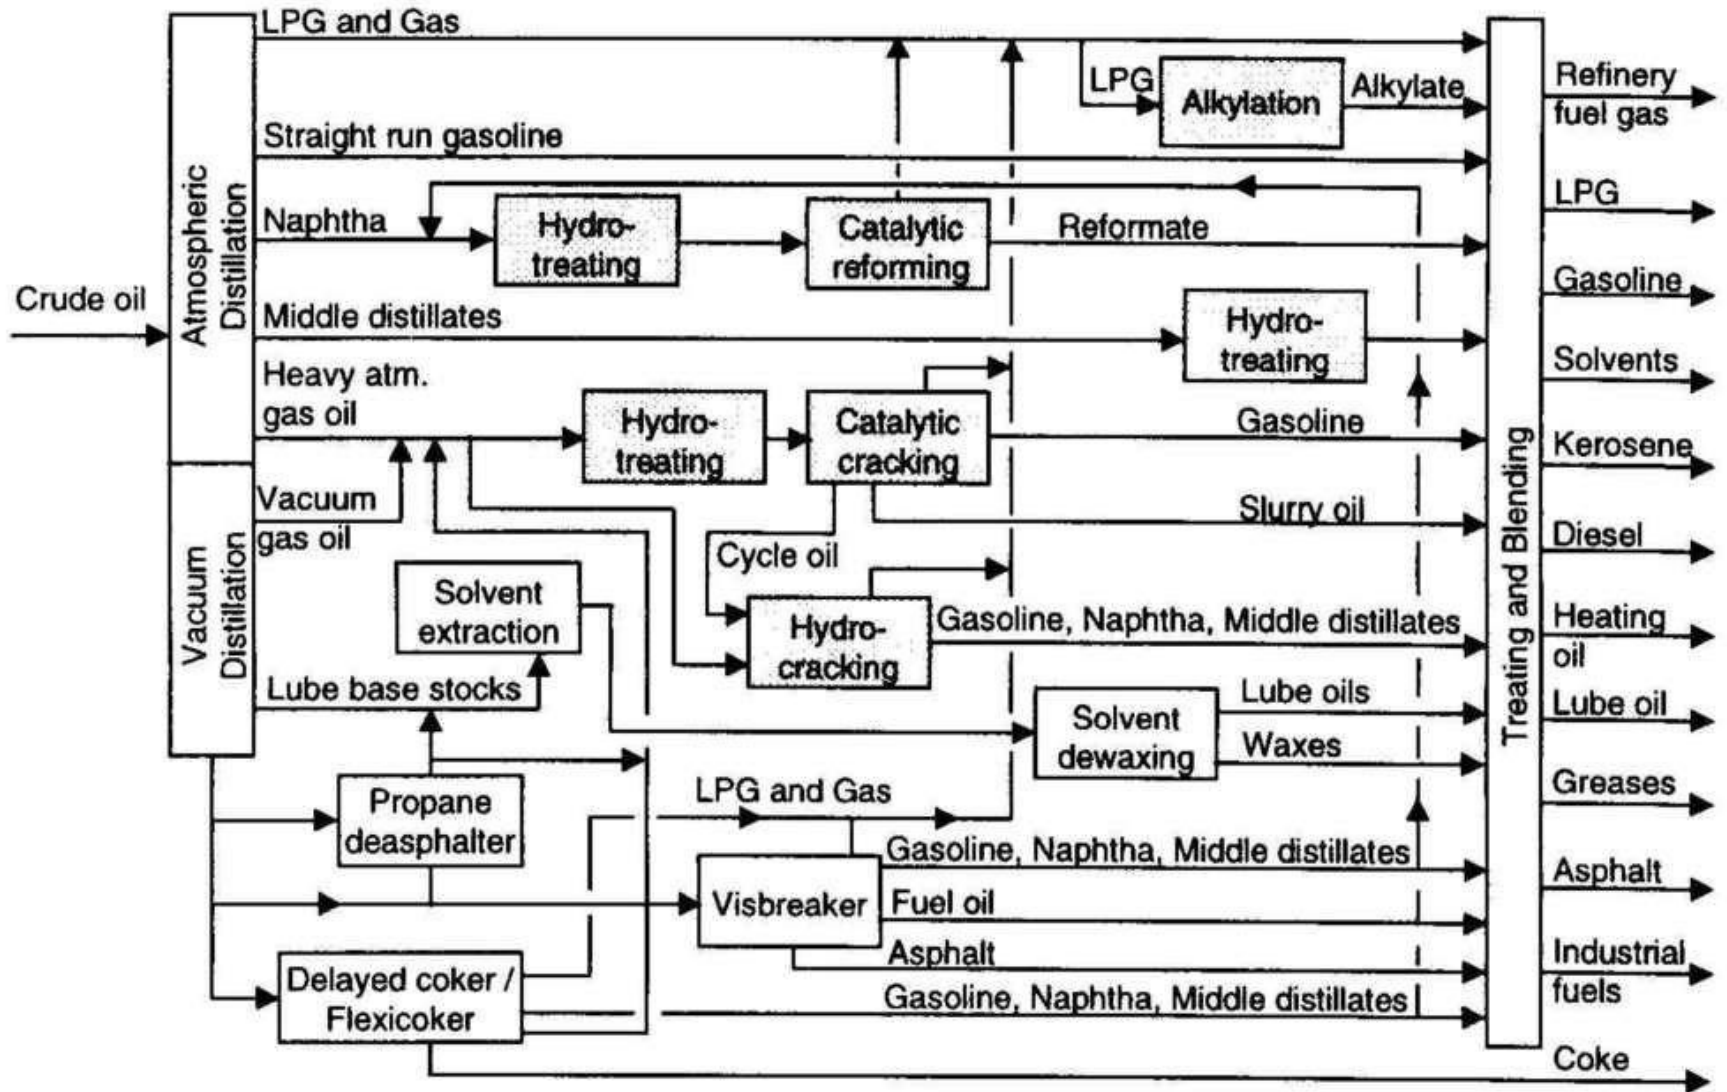 LPG and Gas
LPG
Alkylation
Alkylate
Refinery
fuel gas
Straight run gasoline
LPG
Atmospheric
Distillation
Naphtha
Hydro-
treating
Catalytic
reforming
Reformate
Gasoline
Crude oil
Middle distillates
Hydro-
treating
Solvents
Heavy atm.
gas oil
Hydro-
treating
Catalytic
cracking
Gasoline
Kerosene
Treating and Blending
Vacuum
gas oil
Slurry oil
Diesel
Vacuum
Distillation
Solvent
extraction
Cycle oil
Hydro-
cracking
Gasoline, Naphtha, Middle distillates
Heating
oil
Lube base stocks
Solvent
dewaxing
Lube oils
Waxes
Lube oil
Propane
deasphalter
LPG and Gas
Greases
Visbreaker
Gasoline, Naphtha, Middle distillates
Fuel oil
Asphalt
Asphalt
Delayed coker /
Flexicoker
Gasoline, Naphtha, Middle distillates
Industrial
fuels
Coke